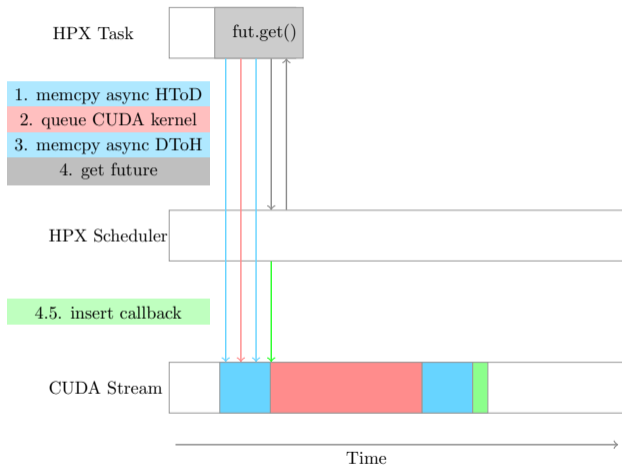 HPX Task
fut.get()
1. memcpy async HToD
2. queue CUDA kernel
3. memcpy async DToH
4. get future
HPX Scheduler
4.5. insert callback
CUDA Stream
Time